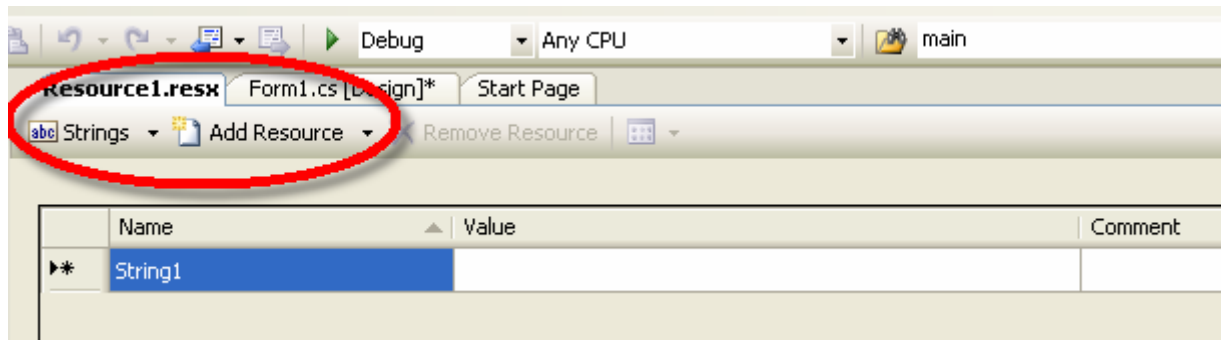 Debug Any CPU main
Resource1.resx Form1.cs [Design]* Start Page
abc Strings Add Resource Remove Resource
Name Value Comment
String1